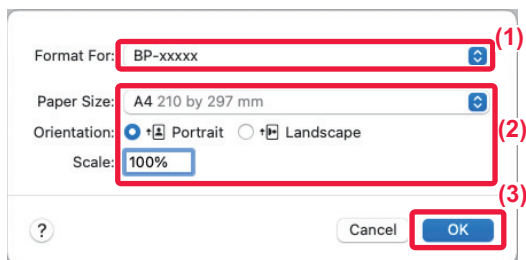 (1)
Format For: BP-xxxxx
Paper Size: A4 210 by 297 mm
(2)
Orientation: Portrait Landscape
Scale: 100%
(3)
? Cancel OK